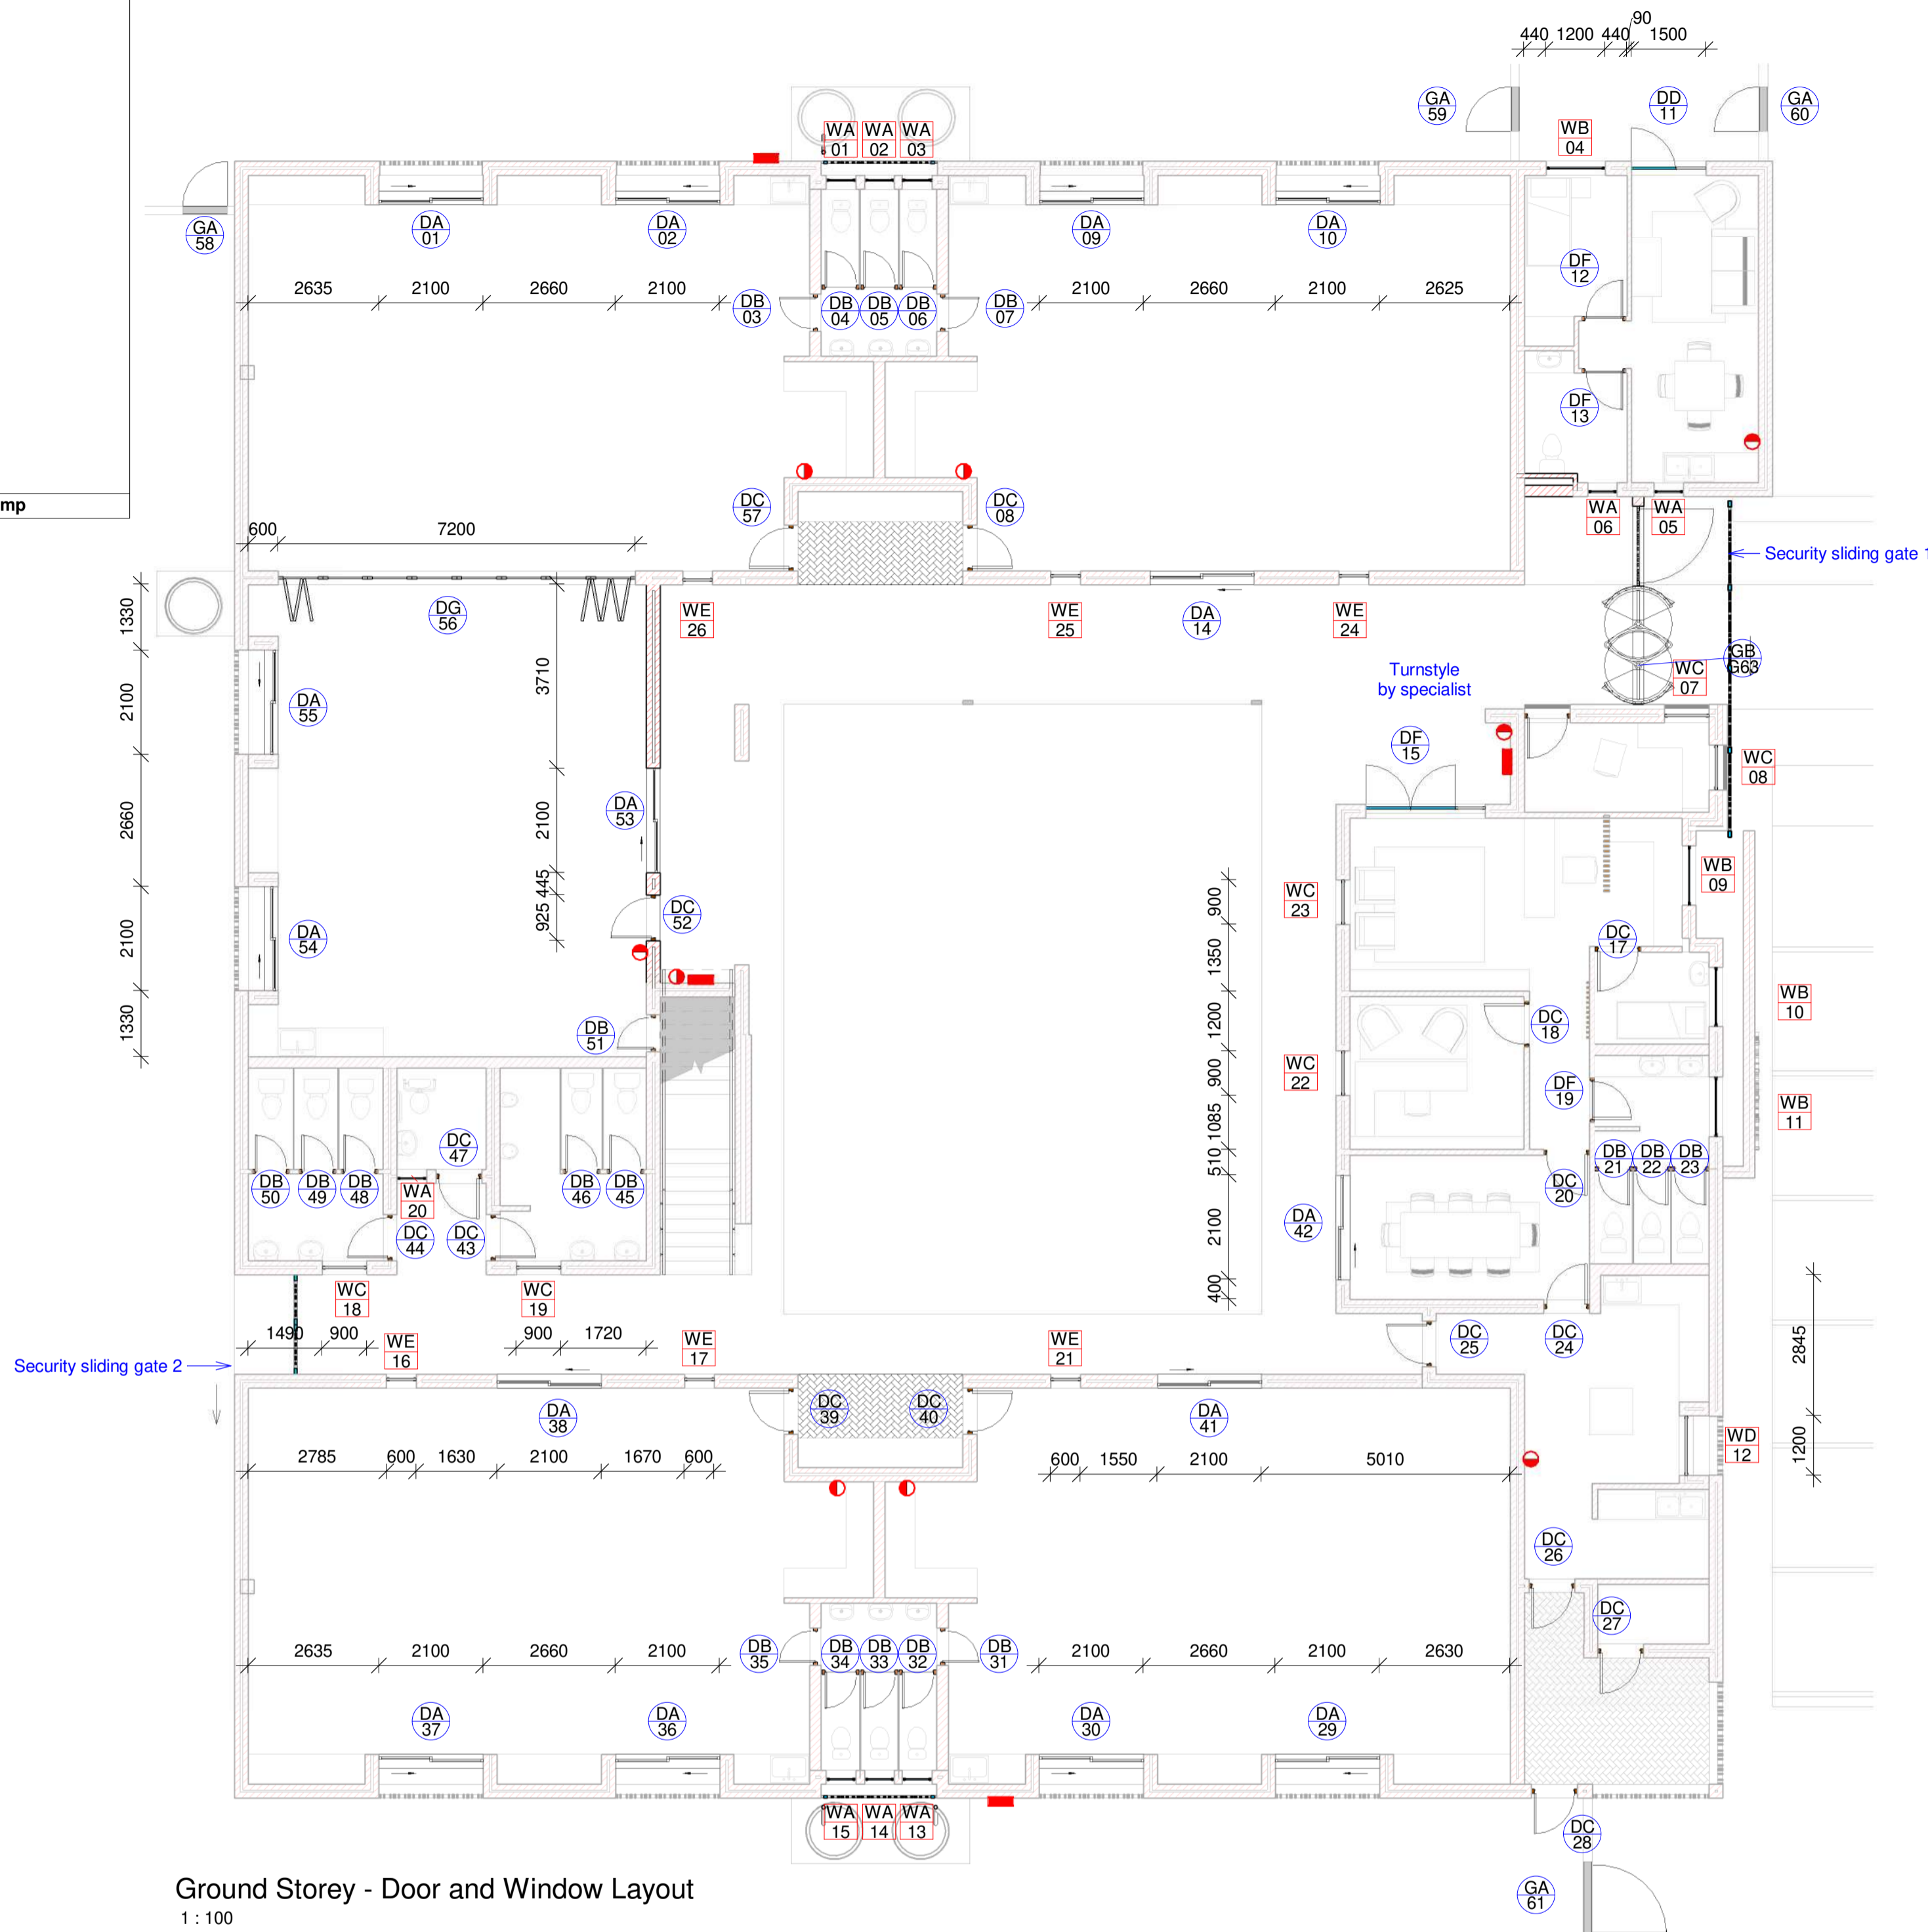 90
440 1200 440 1500
GA
59
DD
11
GA
60
WA WA WA
01 02 03
WB
04
GA
58
DA
01
DA
02
DA
09
DA
10
DF
12
2635 2100 2660 2100
DB
03
DB DB DB
04 05 06
DB
07
2100 2660 2100 2625
DF
13
mp
DC
57
DC
08
WA
06
WA
05
600 7200
Security sliding gate 1
1330
DG
56
WE
26
WE
25
DA
14
WE
24
3710
GB
G63
WC
07
Turnstyle
by specialist
2100
DA
55
DF
15
WC
08
2660
2100
DA
53
445
925
DC
52
900
WC
23
WB
09
2100
DA
54
1350
DC
17
1330
DB
51
1200
DC
18
WB
10
900
WC
22
DF
19
WB
11
1085
510
DC
47
DB DB DB
21 22 23
DB
50
DB
49
DB
48
WA
20
DB
46
DB
45
DC
20
DC
44
DC
43
2100
DA
42
400
WC
18
WC
19
1490 900
900 1720
WE
16
WE
17
WE
21
DC
25
DC
24
2845
Security sliding gate 2
DA
38
DC
39
DC
40
DA
41
WD
12
1200
2785 600 1630 2100 1670 600
600 1550 2100 5010
DC
26
DC
27
2635 2100 2660 2100
DB
35
DB DB DB
34 33 32
DB
31
2100 2660 2100 2630
DA
37
DA
36
DA
30
DA
29
WA WA WA
15 14 13
DC
28
Ground Storey - Door and Window Layout
1 : 100
GA
61